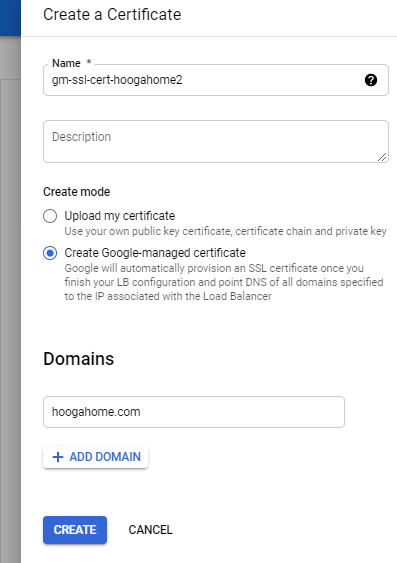 Create a Certificate
Name *
gm-ssl-cert-hoogahome2
?
Description
Create mode
Upload my certificate
Use your own public key certificate, certificate chain and private key
Create Google-managed certificate
Google will automatically provision an SSL certificate once you
finish your LB configuration and point DNS of all domains specified
to the IP associated with the Load Balancer
Domains
hoogahome.com
+ ADD DOMAIN
CREATE CANCEL